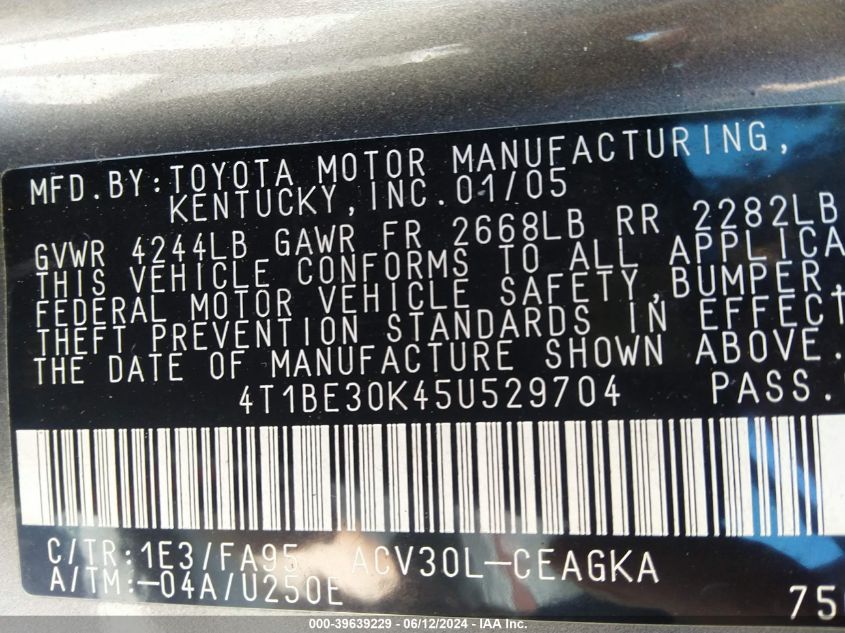 MFD.BY:TOYOTA MOTOR MANUFACTURING,
KENTUCKY,INC.01/05
GVWR 4244LB GAWR FR 2668LB RR 2282LB
THIS VEHICLE CONFORMS TO ALL APPLICA
FEDERAL MOTOR VEHICLE SAFETY,BUMPER,
THEFT PREVENTION STANDARDS IN EFFECT
THE DATE OF MANUFACTURE SHOWN ABOVE.
4T1BE30K45U529704 PASS.
C/TR:1E3/FA95 ACV30L-CEAGKA
A/TM:-04A/U250E 750
000-39639229 - 06/12/2024 - IAA Inc.